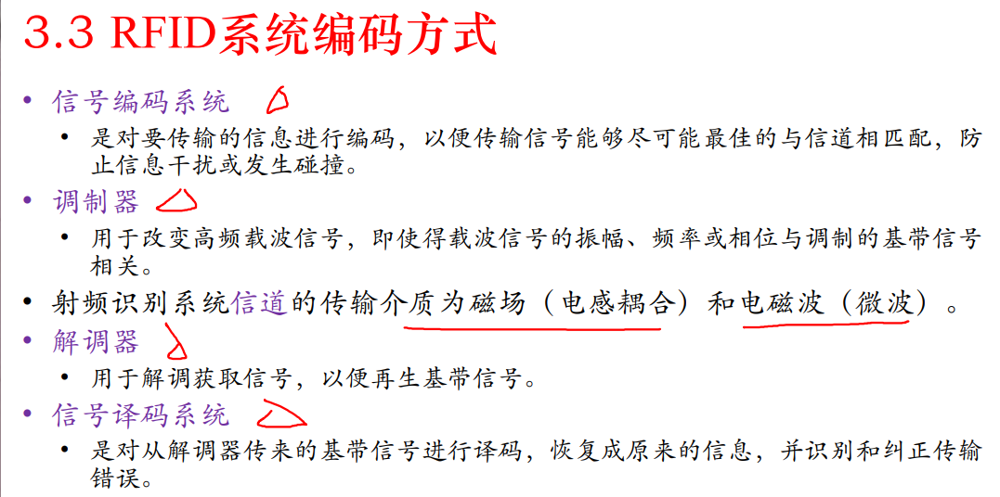 3.3 RFID系统编码方式
• 信号编码系统
• 是对要传输的信息进行编码，以便传输信号能够尽可能最佳的与信道相匹配，防
止信息干扰或发生碰撞。
• 调制器
• 用于改变高频载波信号，即使得载波信号的振幅、频率或相位与调制的基带信号
相关。
• 射频识别系统信道的传输介质为磁场（电感耦合）和电磁波（微波）。
• 解调器
• 用于解调获取信号，以便再生基带信号。
• 信号译码系统
• 是对从解调器传来的基带信号进行译码，恢复成原来的信息，并识别和纠正传输
错误。